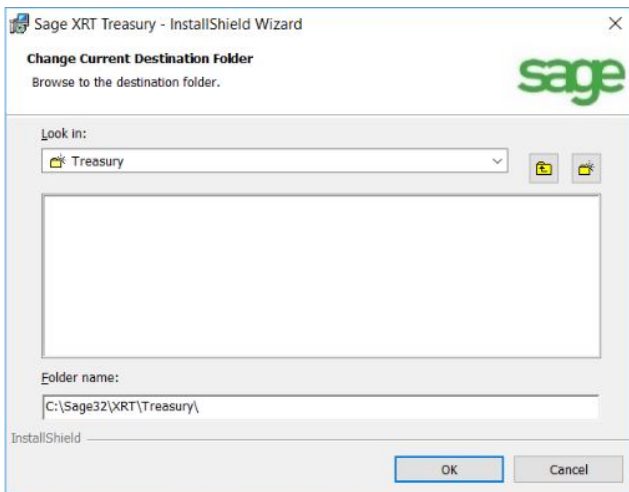 Sage XRT Treasury - InstallShield Wizard
Change Current Destination Folder
Browse to the destination folder.
sage
Look in:
Treasury
Folder name:
C:\Sage32\XRT\Treasury\
InstallShield
OK Cancel